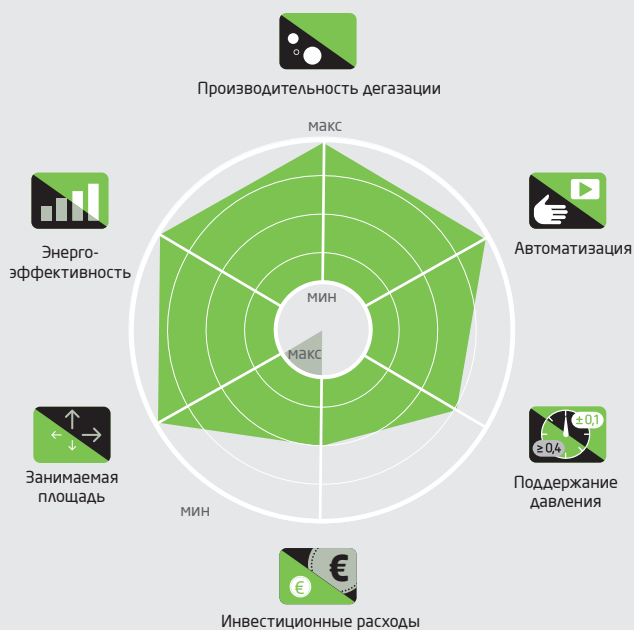 Производительность дегазации
макс
Энерго-
эффективность
Автоматизация
мин
макс
±0,1
≥0,4
Занимаемая
площадь
Поддержание
давления
мин
€
€
Инвестиционные расходы